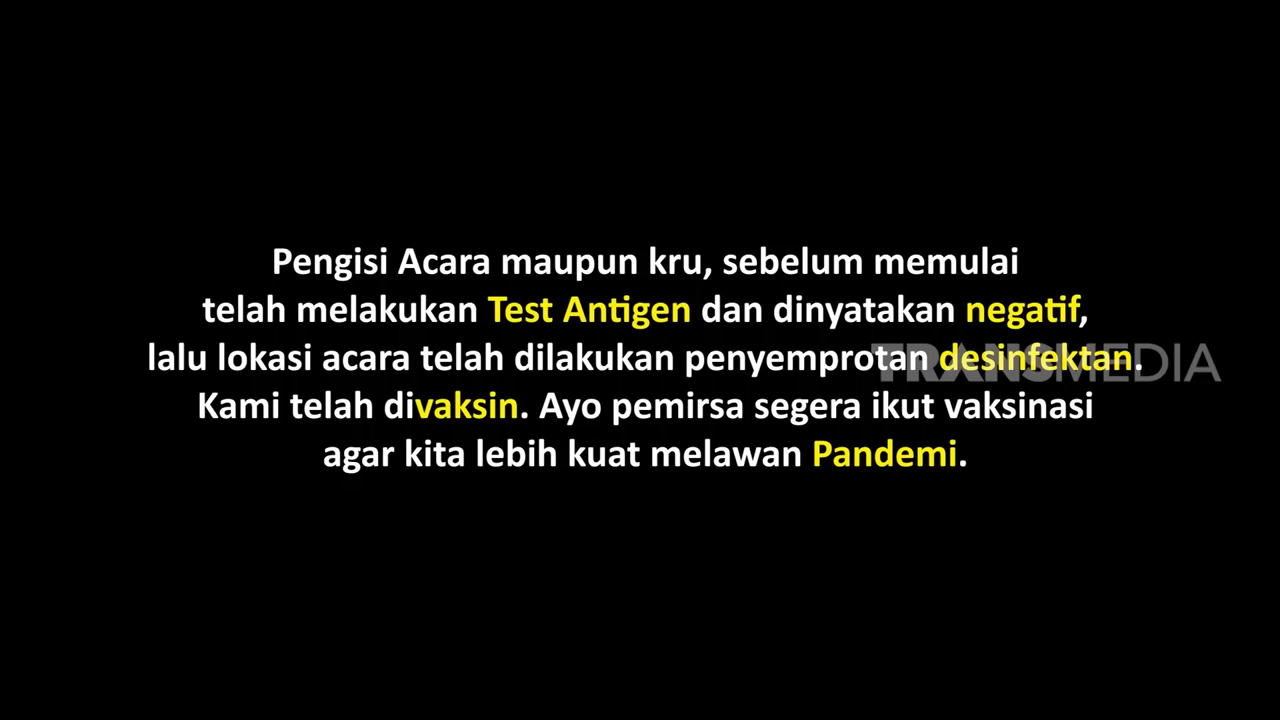 Pengisi Acara maupun kru, sebelum memulai
telah melakukan Test Antigen dan dinyatakan negatif,
lalu lokasi acara telah dilakukan penyemprotan desinfektan.
TRANSMEDIA
Kami telah divaksin. Ayo pemirsa segera ikut vaksinasi
agar kita lebih kuat melawan Pandemi.